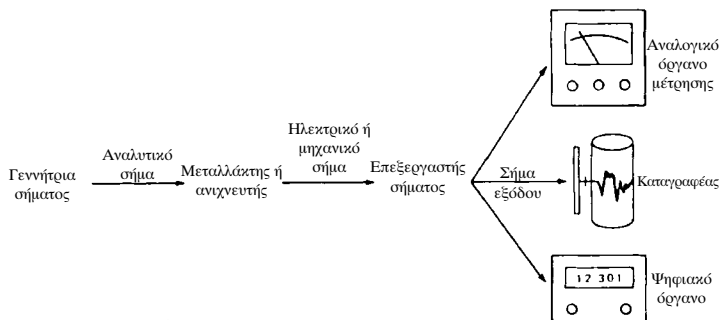 Αναλογικό
όργανο
μέτρησης
Γεννήτρια
σήματος
Αναλυτικό
σήμα
Μεταλλάκτης ή
ανιχνευτής
Ηλεκτρικό ή
μηχανικό
σήμα
Επεξεργαστής
σήματος
Σήμα
εξόδου
Καταγραφέας
12 301
Ψηφιακό
όργανο